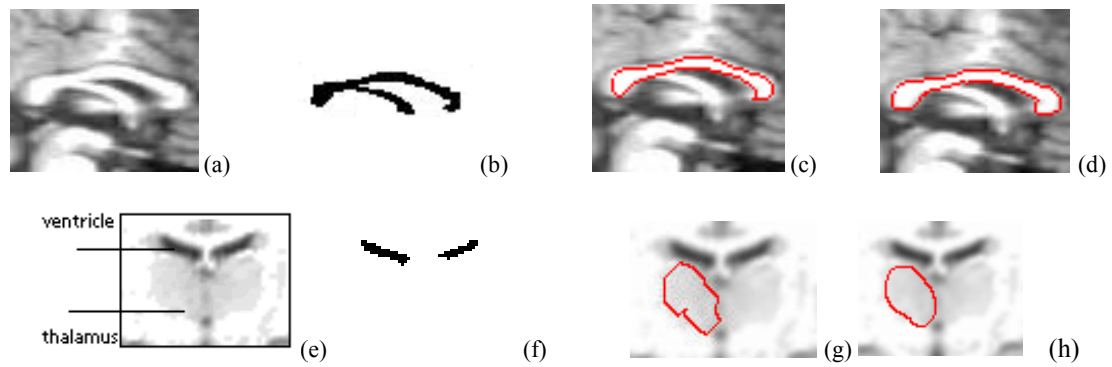 (a) (b) (c) (d)
ventricle
thalamus
(e) (f) (g) (h)